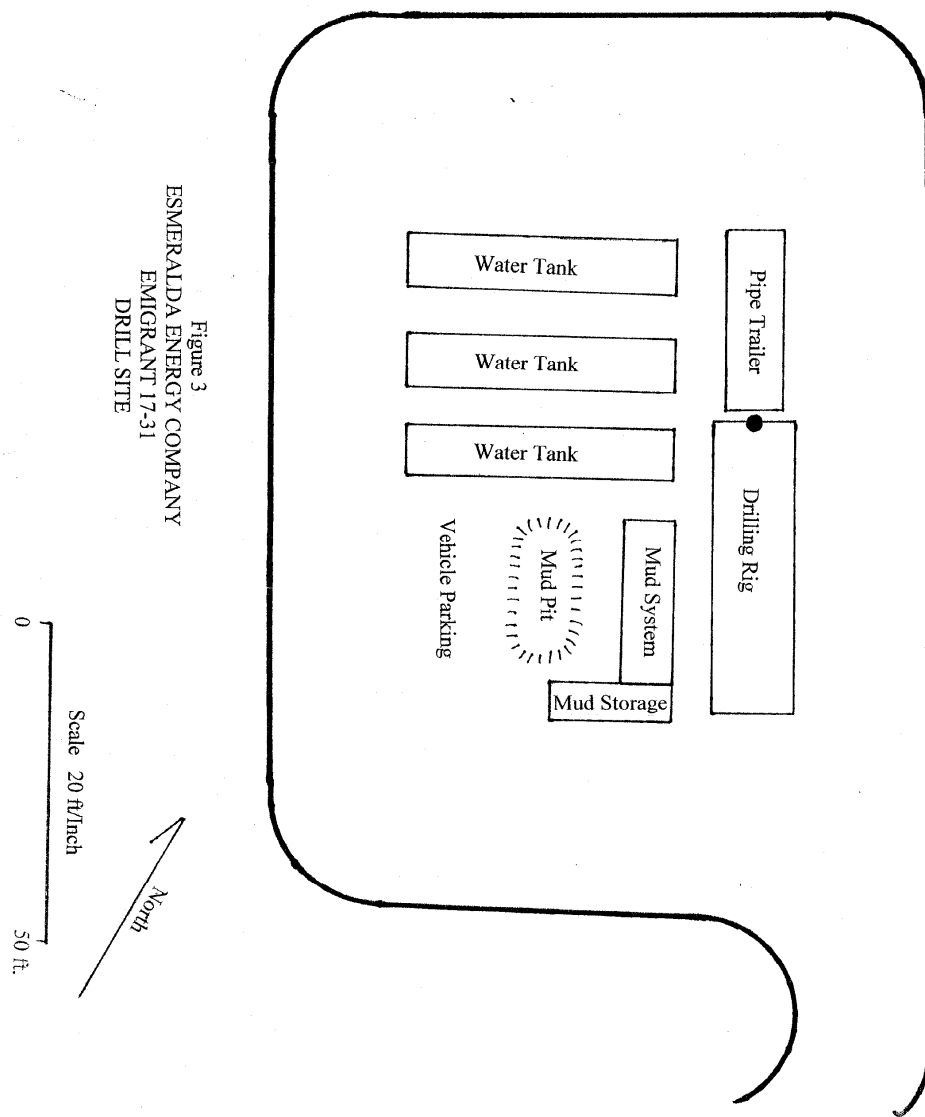 Water Tank
Water Tank
Water Tank
Pipe Trailer
Drilling Rig
Mud System
Mud Pit
Mud Storage
Vehicle Parking
Figure 3
ESMERALDA ENERGY COMPANY
EMIGRANT 17-31
DRILL SITE
North
0
50 ft.
Scale 20 ft/Inch